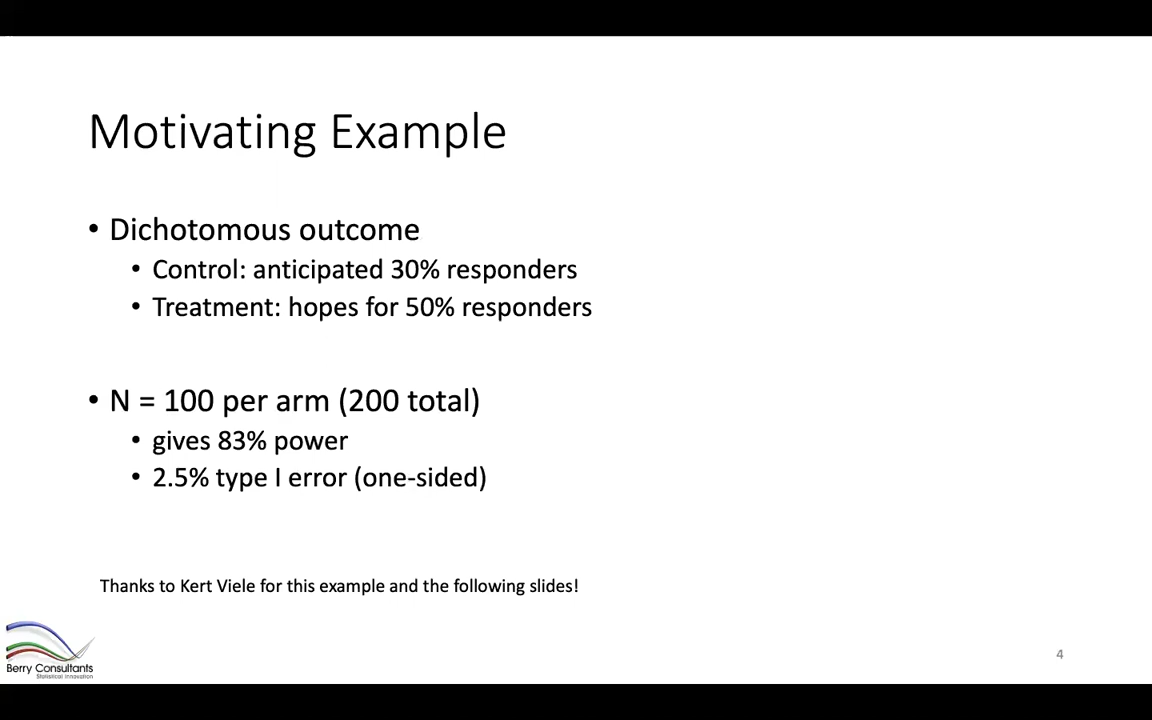 Motivating Example
• Dichotomous outcome
• Control: anticipated 30% responders
• Treatment: hopes for 50% responders
• N = 100 per arm (200 total)
• gives 83% power
• 2.5% type I error (one-sided)
Thanks to Kert Viele for this example and the following slides!
Berry Consultants
Statistical Innovation
4